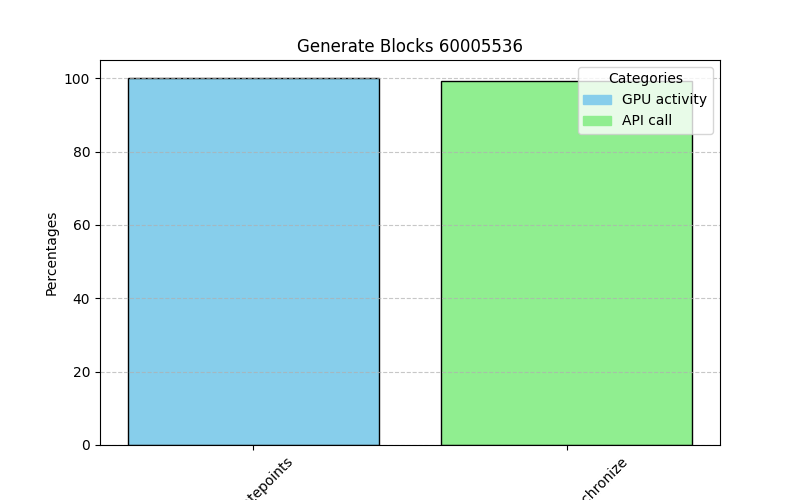 Generate Blocks 60005536
Categories
GPU activity
API call
Percentages
100
80
60
40
20
0
tepoints
chronize